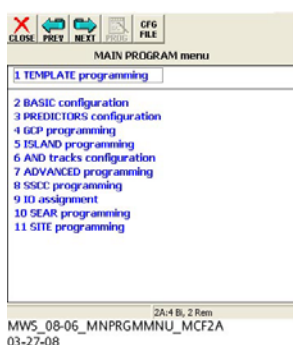 CLOSE PREV NEXT PROG CFG FILE
MAIN PROGRAM menu
1 TEMPLATE programming
2 BASIC configuration
3 PREDICTORS configuration
4 GCP programming
5 ISLAND programming
6 AND tracks configuration
7 ADVANCED programming
8 SSCC programming
9 IO assignment
10 SEAR programming
11 SITE programming
2A:4 Bi, 2 Rem
MWS_08-06_MNPRGMMNU_MCF2A
03-27-08